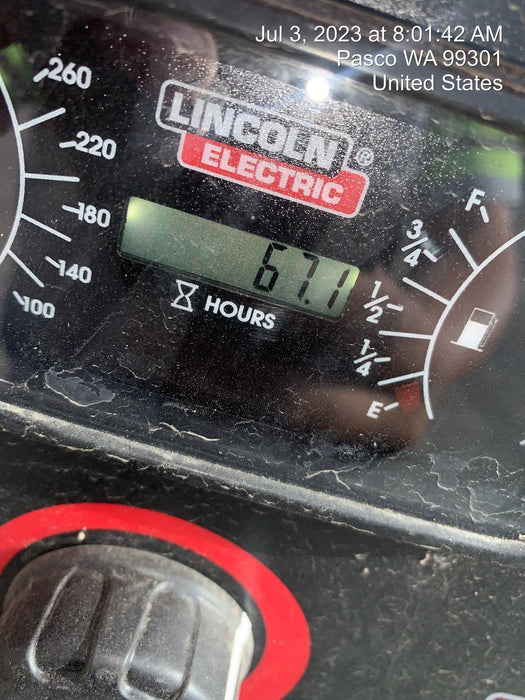 Jul 3, 2023 at 8:01:42 AM
Pasco WA 99301
United States
260
220
180
140
100
LINCOLN®
ELECTRIC
67.1
HOURS
F
3/4
1/2
1/4
E